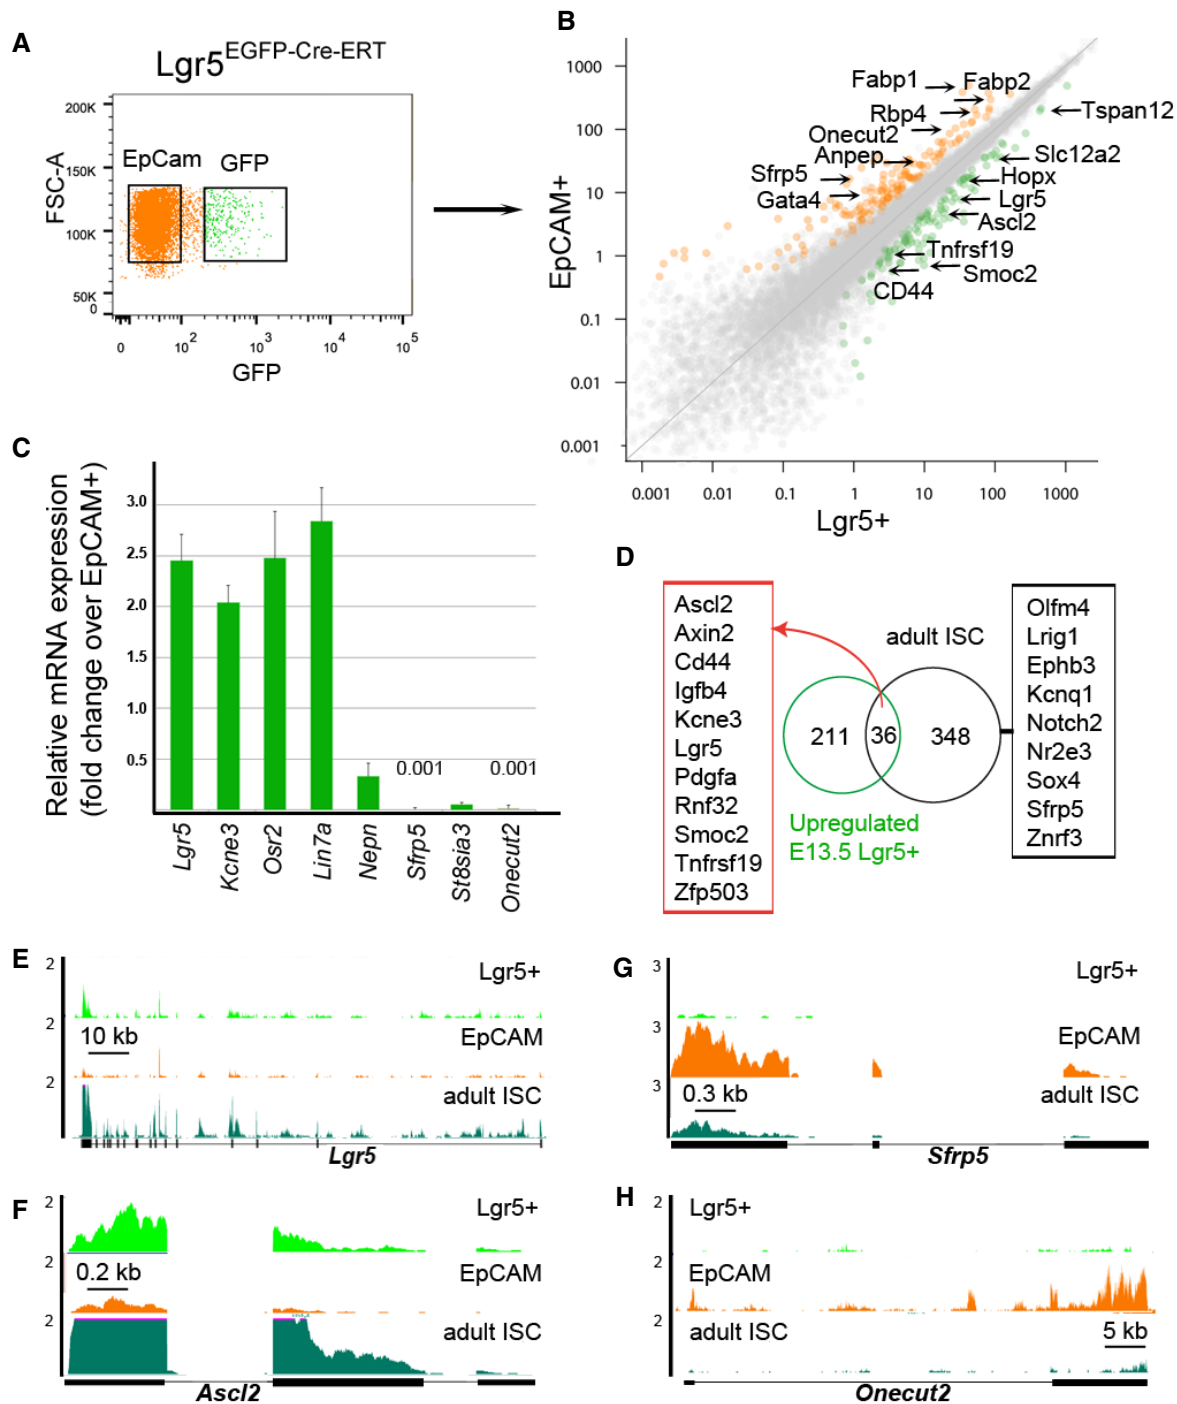 A
Lgr5EGFP-Cre-ERT
200K
150K
100K
50K
0
FSC-A
EpCam
GFP
0
10^2
10^3
10^4
10^5
GFP
B
1000
100
10
1
0.1
0.01
0.001
EpCAM+
Fabp1
Fabp2
Rbp4
Onecut2
Anpep
Sfrp5
Gata4
Tspan12
Slc12a2
Hopx
Lgr5
Ascl2
Tnfrsf19
Smoc2
CD44
0.001
0.01
0.1
1
10
100
1000
Lgr5+
C
Relative mRNA expression
(fold change over EpCAM+)
3.0
2.5
2.0
1.5
1.0
0.5
0.001
0.001
Lgr5
Kcne3
Osr2
Lin7a
Nepn
Sfrp5
St8sia3
Onecut2
D
Ascl2
Axin2
Cd44
Igfb4
Kcne3
Lgr5
Pdgfa
Rnf32
Smoc2
Tnfrsf19
Zfp503
adult ISC
211
36
348
Upregulated
E13.5 Lgr5+
Olfm4
Lrig1
Ephb3
Kcnq1
Notch2
Nr2e3
Sox4
Sfrp5
Znrf3
E
2
Lgr5+
2
10 kb
EpCAM
2
adult ISC
Lgr5
F
2
Lgr5+
2
0.2 kb
EpCAM
2
adult ISC
Ascl2
G
3
Lgr5+
3
EpCAM
3
0.3 kb
adult ISC
Sfrp5
H
2
Lgr5+
2
EpCAM
2
adult ISC
5 kb
Onecut2